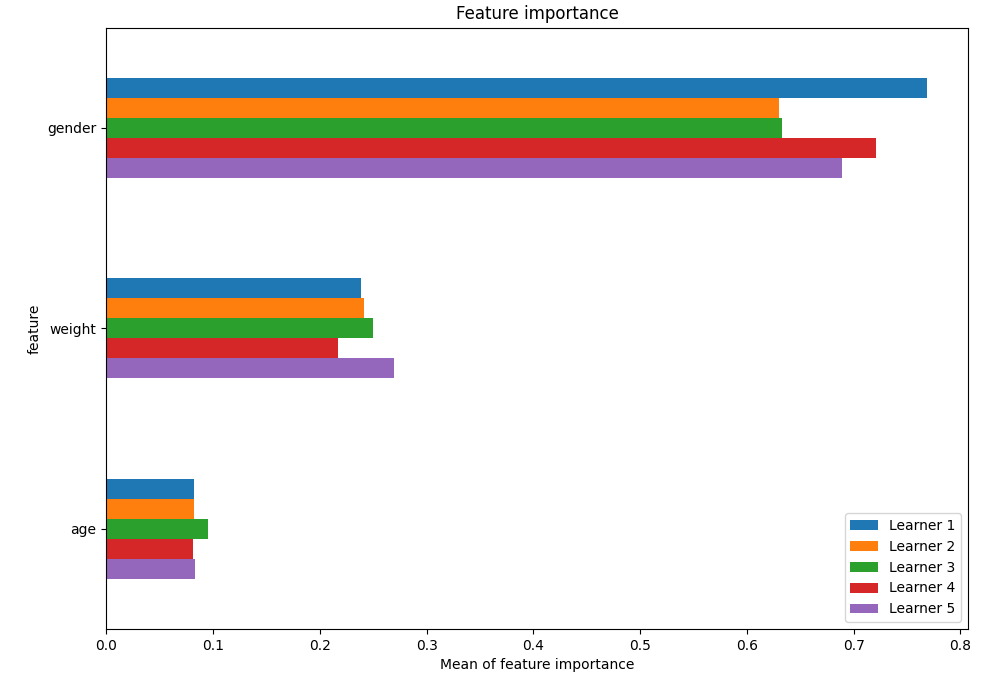 Feature importance
gender
weight
age
feature
Learner 1
Learner 2
Learner 3
Learner 4
Learner 5
0.0 0.1 0.2 0.3 0.4 0.5 0.6 0.7 0.8
Mean of feature importance